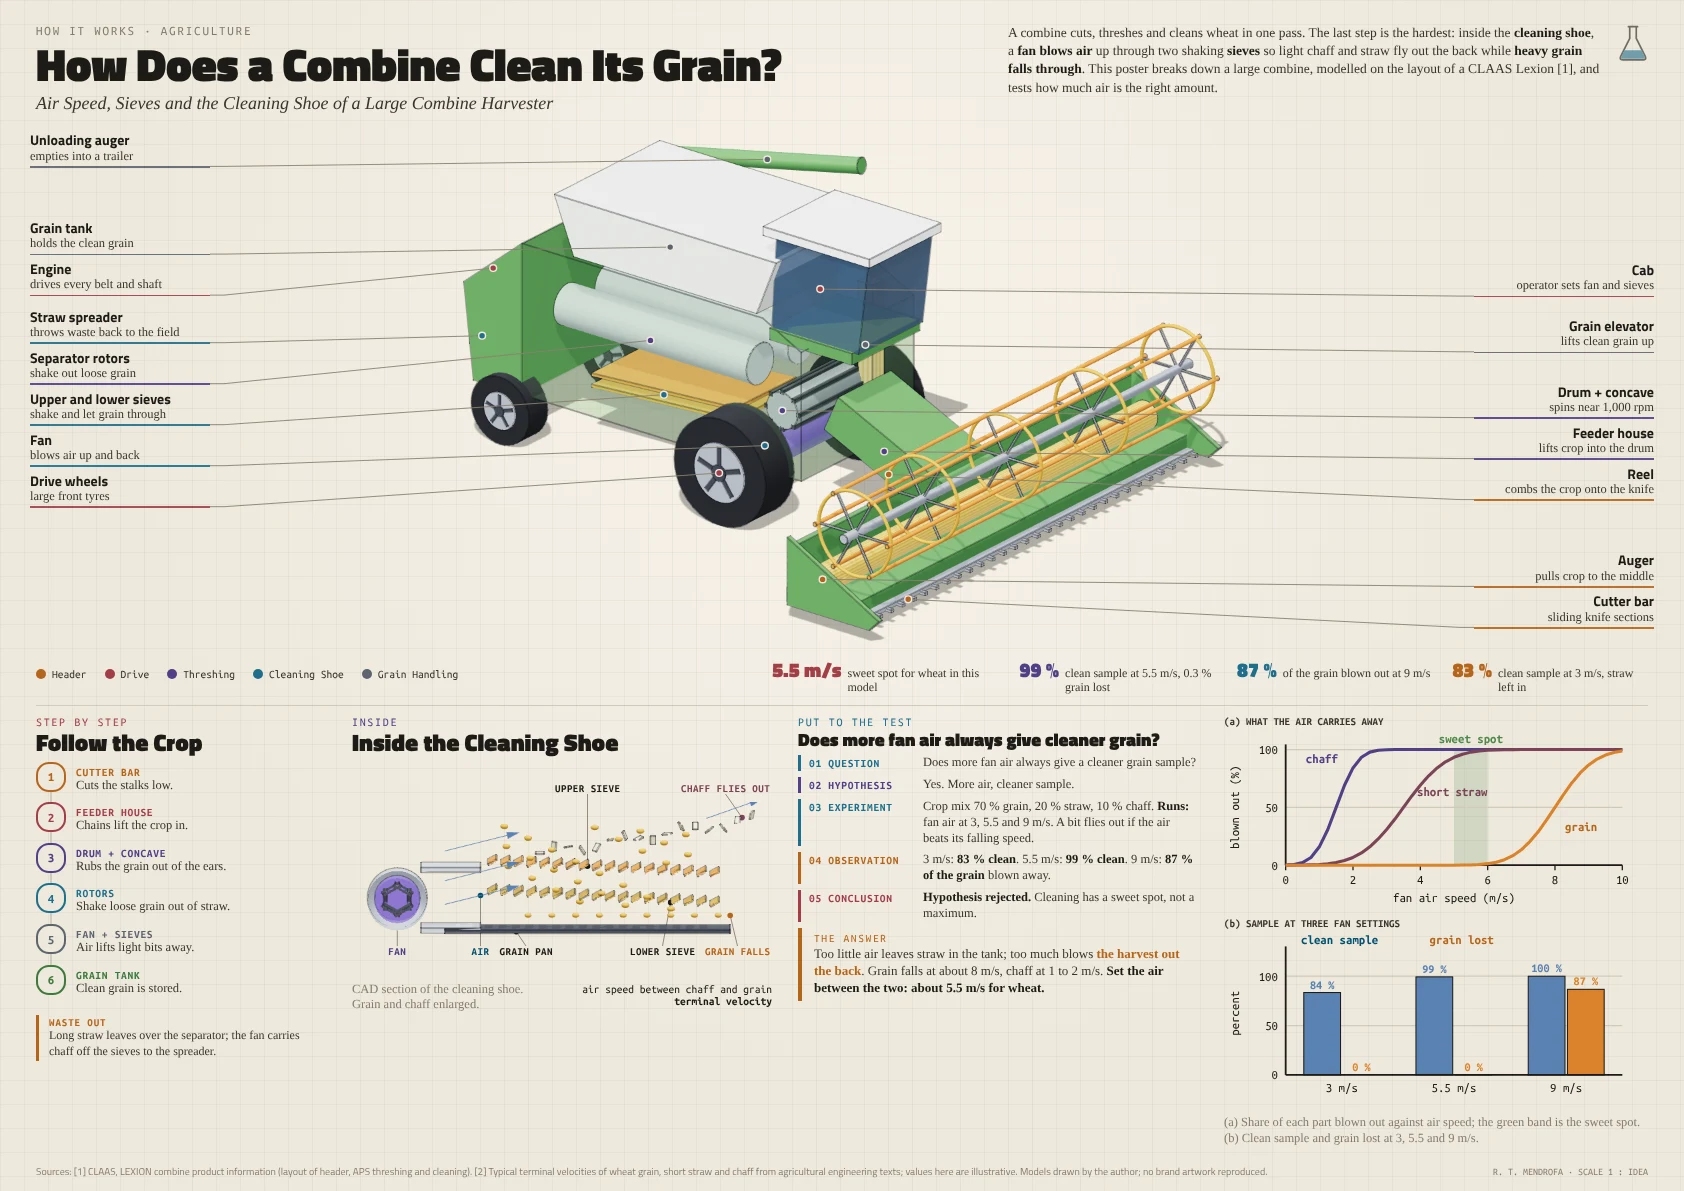 HOW IT WORKS · AGRICULTURE
How Does a Combine Clean Its Grain?
Air Speed, Sieves and the Cleaning Shoe of a Large Combine Harvester
A combine cuts, threshes and cleans wheat in one pass. The last step is the hardest: inside the cleaning shoe,
a fan blows air up through two shaking sieves so light chaff and straw fly out the back while heavy grain
falls through. This poster breaks down a large combine, modelled on the layout of a CLAAS Lexion [1], and
tests how much air is the right amount.
Unloading auger
empties into a trailer
Grain tank
holds the clean grain
Engine
drives every belt and shaft
Straw spreader
throws waste back to the field
Separator rotors
shake out loose grain
Upper and lower sieves
shake and let grain through
Fan
blows air up and back
Drive wheels
large front tyres
Cab
operator sets fan and sieves
Grain elevator
lifts clean grain up
Drum + concave
spins near 1,000 rpm
Feeder house
lifts crop into the drum
Reel
combs the crop onto the knife
Auger
pulls crop to the middle
Cutter bar
sliding knife sections
Header
Drive
Threshing
Cleaning Shoe
Grain Handling
5.5 m/s sweet spot for wheat in this
model
99 % clean sample at 5.5 m/s, 0.3 %
grain lost
87 % of the grain blown out at 9 m/s
83 % clean sample at 3 m/s, straw
left in
STEP BY STEP
Follow the Crop
1
CUTTER BAR
Cuts the stalks low.
2
FEEDER HOUSE
Chains lift the crop in.
3
DRUM + CONCAVE
Rubs the grain out of the ears.
4
ROTORS
Shake loose grain out of straw.
5
FAN + SIEVES
Air lifts light bits away.
6
GRAIN TANK
Clean grain is stored.
WASTE OUT
Long straw leaves over the separator; the fan carries
chaff off the sieves to the spreader.
INSIDE
Inside the Cleaning Shoe
UPPER SIEVE
CHAFF FLIES OUT
FAN
AIR
GRAIN PAN
LOWER SIEVE
GRAIN FALLS
CAD section of the cleaning shoe.
Grain and chaff enlarged.
air speed between chaff and grain
terminal velocity
PUT TO THE TEST
Does more fan air always give cleaner grain?
01 QUESTION
Does more fan air always give a cleaner grain sample?
02 HYPOTHESIS
Yes. More air, cleaner sample.
03 EXPERIMENT
Crop mix 70 % grain, 20 % straw, 10 % chaff. Runs:
fan air at 3, 5.5 and 9 m/s. A bit flies out if the air
beats its falling speed.
04 OBSERVATION
3 m/s: 83 % clean. 5.5 m/s: 99 % clean. 9 m/s: 87 %
of the grain blown away.
05 CONCLUSION
Hypothesis rejected. Cleaning has a sweet spot, not a
maximum.
THE ANSWER
Too little air leaves straw in the tank; too much blows the harvest out
the back. Grain falls at about 8 m/s, chaff at 1 to 2 m/s. Set the air
between the two: about 5.5 m/s for wheat.
(a) WHAT THE AIR CARRIES AWAY
sweet spot
chaff
short straw
grain
blown out (%)
100
50
0
0 2 4 6 8 10
fan air speed (m/s)
(b) SAMPLE AT THREE FAN SETTINGS
clean sample
grain lost
percent
100
50
0
84 %
0 %
99 %
0 %
100 %
87 %
3 m/s
5.5 m/s
9 m/s
(a) Share of each part blown out against air speed; the green band is the sweet spot.
(b) Clean sample and grain lost at 3, 5.5 and 9 m/s.
Sources: [1] CLAAS, LEXION combine product information (layout of header, APS threshing and cleaning). [2] Typical terminal velocities of wheat grain, short straw and chaff from agricultural engineering texts; values here are illustrative. Models drawn by the author; no brand artwork reproduced.
R. T. MENDROFA · SCALE 1 : IDEA